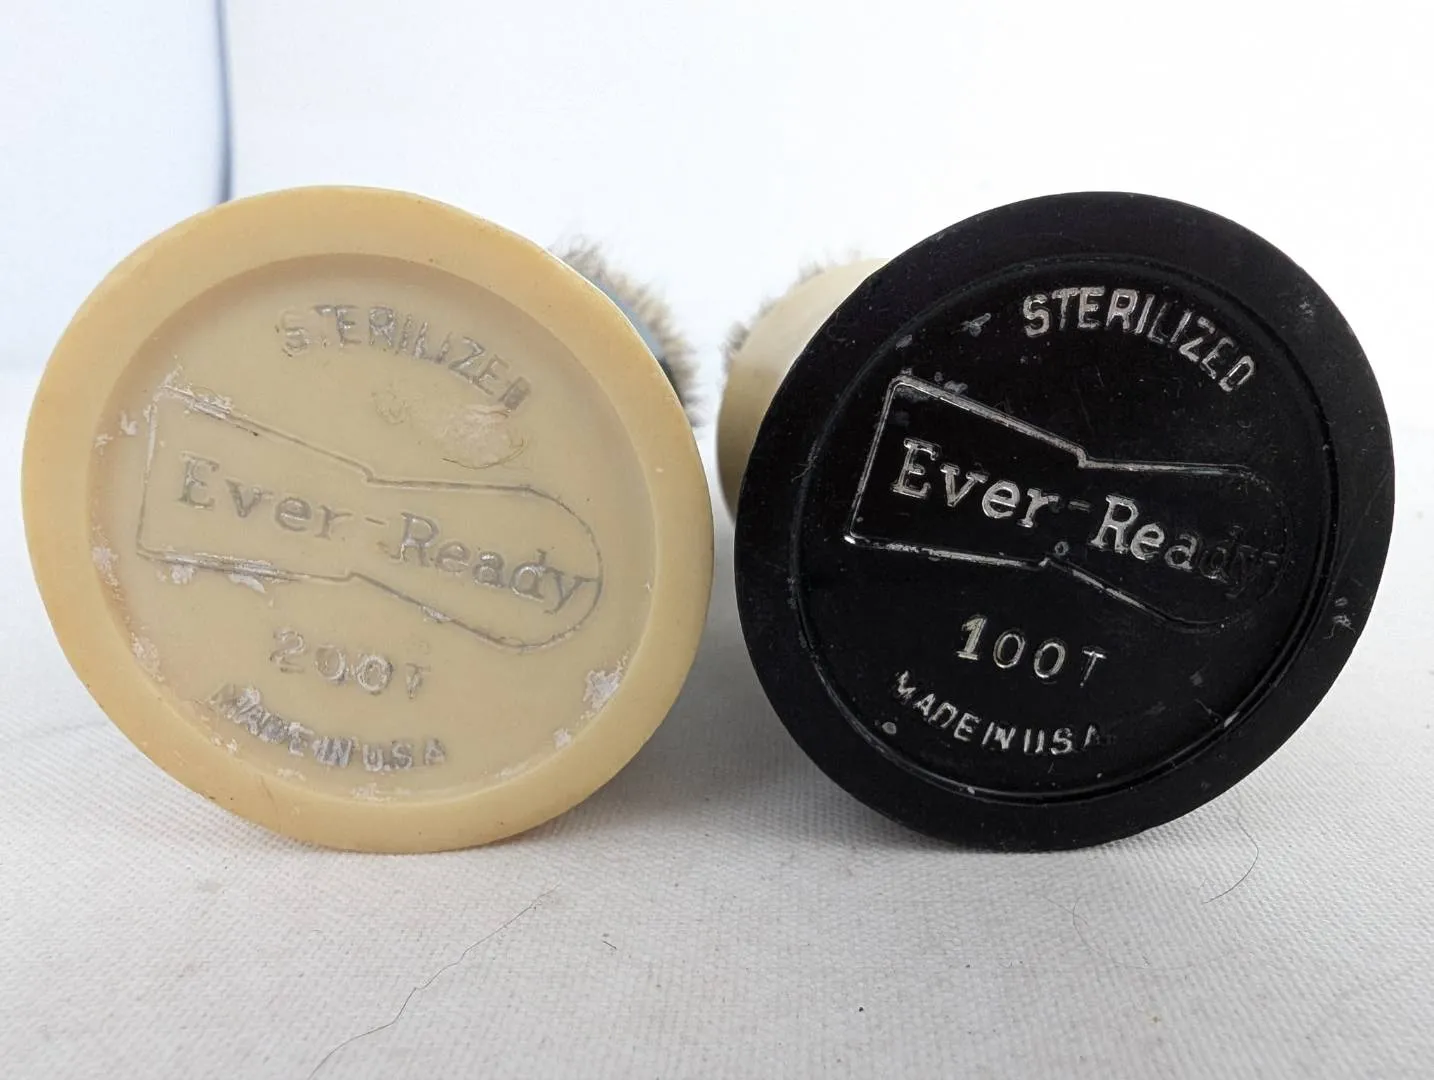 STERILIZED
Ever-Ready
200T
MADE IN U.S.A
STERILIZED
Ever-Ready
100T
MADE IN U.S.A